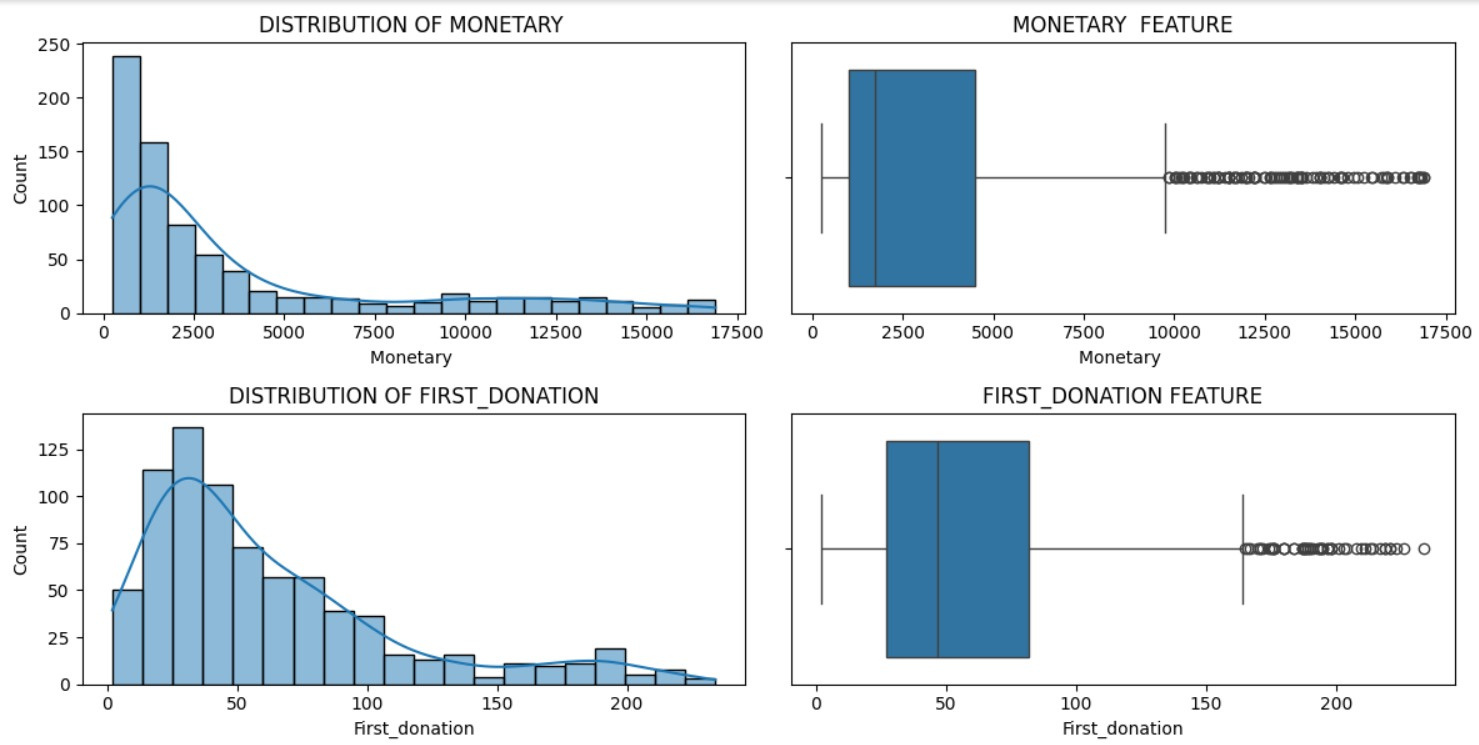 DISTRIBUTION OF MONETARY
250
200
150
100
50
0
Count
0 2500 5000 7500 10000 12500 15000 17500
Monetary
MONETARY  FEATURE
0 2500 5000 7500 10000 12500 15000 17500
Monetary
DISTRIBUTION OF FIRST_DONATION
125
100
75
50
25
0
Count
0 50 100 150 200
First_donation
FIRST_DONATION FEATURE
0 50 100 150 200
First_donation